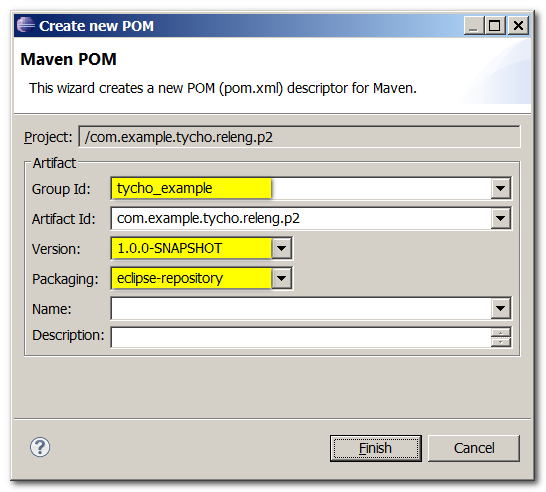 Create new POM
Maven POM
This wizard creates a new POM (pom.xml) descriptor for Maven.
Project: /com.example.tycho.releng.p2
Artifact
Group Id: tycho_example
Artifact Id: com.example.tycho.releng.p2
Version: 1.0.0-SNAPSHOT
Packaging: eclipse-repository
Name:
Description:
? Finish Cancel